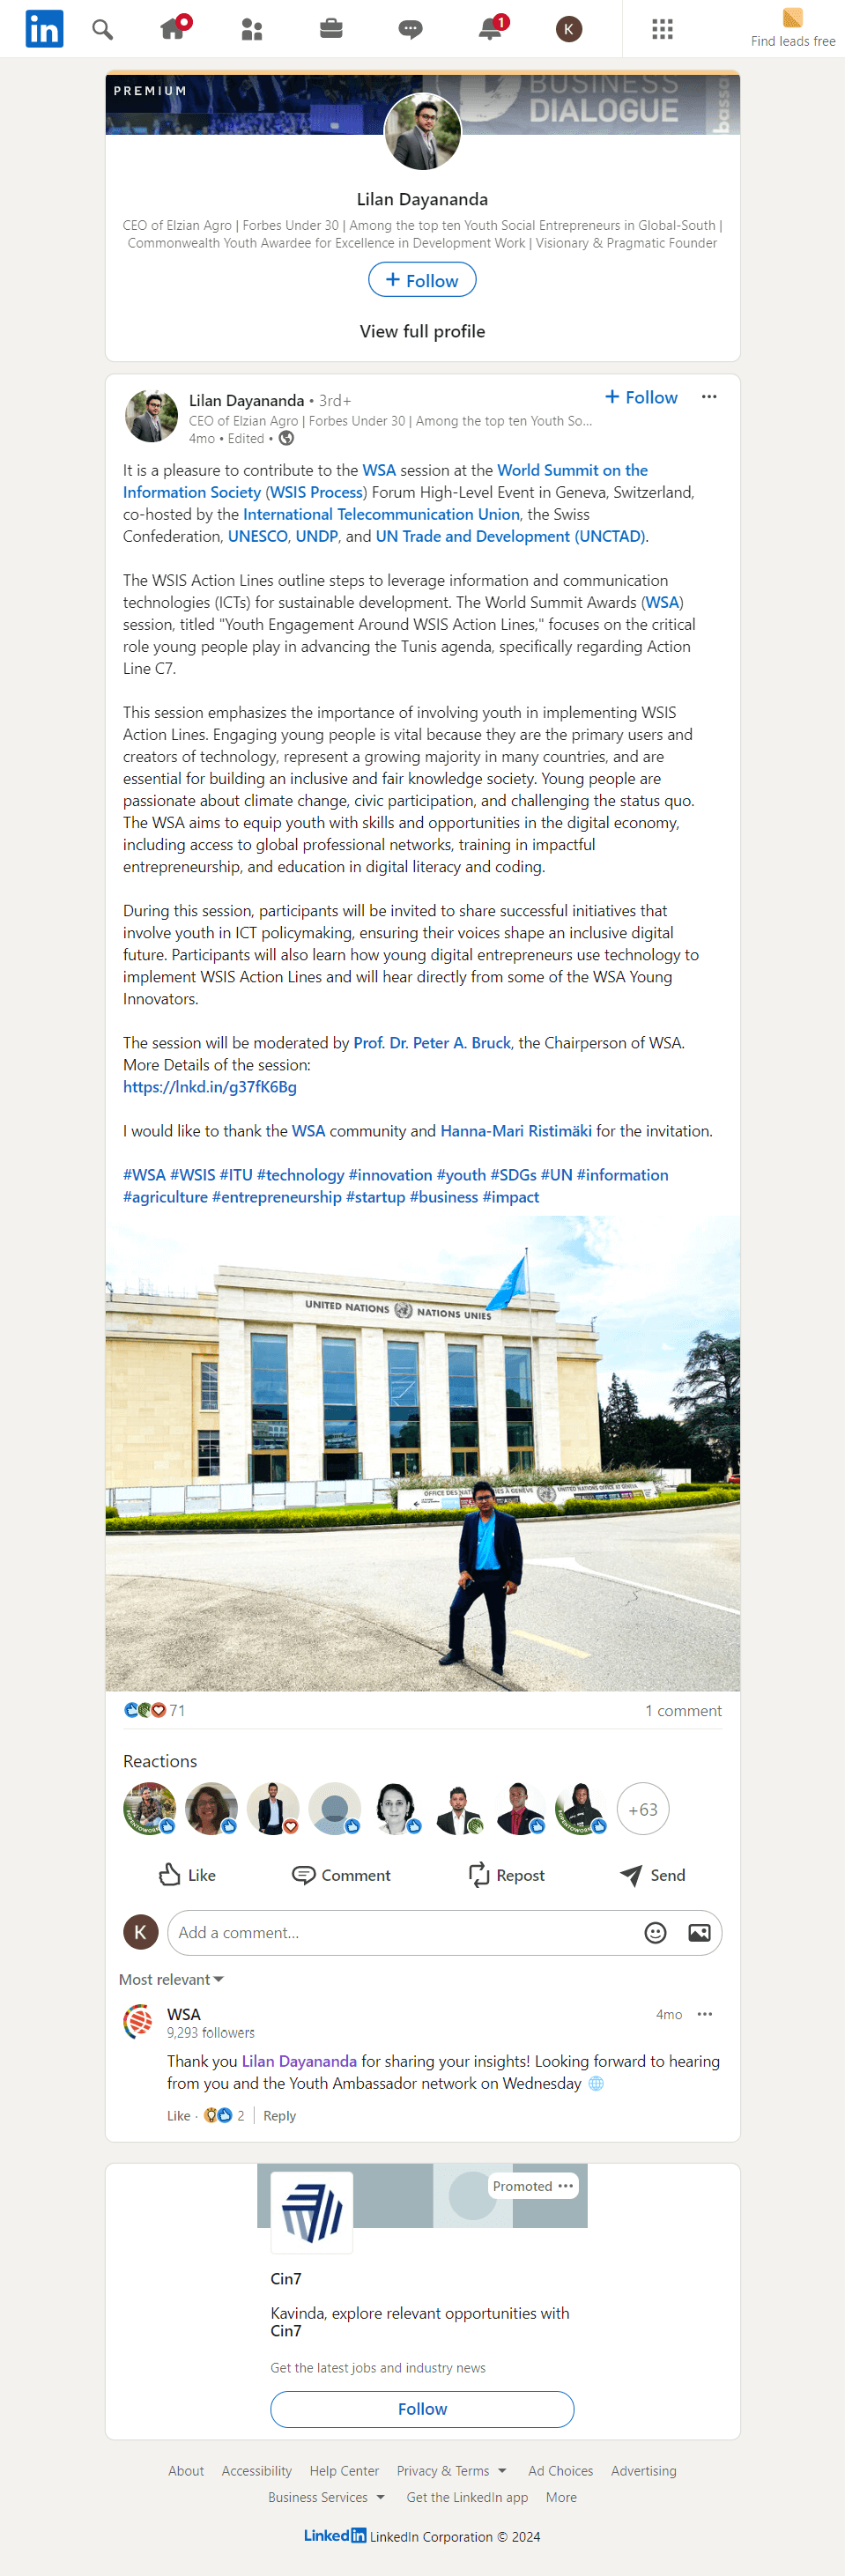 in
1
K
Find leads free
PREMIUM
BUSINESS
DIALOGUE
bassa
Lilan Dayananda
CEO of Elzian Agro | Forbes Under 30 | Among the top ten Youth Social Entrepreneurs in Global-South |
Commonwealth Youth Awardee for Excellence in Development Work | Visionary & Pragmatic Founder
+ Follow
View full profile
Lilan Dayananda • 3rd+
+ Follow
CEO of Elzian Agro | Forbes Under 30 | Among the top ten Youth So...
4mo • Edited •
It is a pleasure to contribute to the WSA session at the World Summit on the
Information Society (WSIS Process) Forum High-Level Event in Geneva, Switzerland,
co-hosted by the International Telecommunication Union, the Swiss
Confederation, UNESCO, UNDP, and UN Trade and Development (UNCTAD).
The WSIS Action Lines outline steps to leverage information and communication
technologies (ICTs) for sustainable development. The World Summit Awards (WSA)
session, titled "Youth Engagement Around WSIS Action Lines," focuses on the critical
role young people play in advancing the Tunis agenda, specifically regarding Action
Line C7.
This session emphasizes the importance of involving youth in implementing WSIS
Action Lines. Engaging young people is vital because they are the primary users and
creators of technology, represent a growing majority in many countries, and are
essential for building an inclusive and fair knowledge society. Young people are
passionate about climate change, civic participation, and challenging the status quo.
The WSA aims to equip youth with skills and opportunities in the digital economy,
including access to global professional networks, training in impactful
entrepreneurship, and education in digital literacy and coding.
During this session, participants will be invited to share successful initiatives that
involve youth in ICT policymaking, ensuring their voices shape an inclusive digital
future. Participants will also learn how young digital entrepreneurs use technology to
implement WSIS Action Lines and will hear directly from some of the WSA Young
Innovators.
The session will be moderated by Prof. Dr. Peter A. Bruck, the Chairperson of WSA.
More Details of the session:
https://lnkd.in/g37fK6Bg
I would like to thank the WSA community and Hanna-Mari Ristimäki for the invitation.
#WSA #WSIS #ITU #technology #innovation #youth #SDGs #UN #information
#agriculture #entrepreneurship #startup #business #impact
UNITED NATIONS NATIONS UNIES
OFFICE DES NATIONS UNIES À GENÈVE UNITED NATIONS OFFICE AT GENEVA
71
1 comment
Reactions
+63
Like
Comment
Repost
Send
K
Add a comment...
Most relevant
WSA
4mo
9,293 followers
Thank you Lilan Dayananda for sharing your insights! Looking forward to hearing
from you and the Youth Ambassador network on Wednesday
Like · 2 | Reply
Promoted
Cin7
Kavinda, explore relevant opportunities with
Cin7
Get the latest jobs and industry news
Follow
About Accessibility Help Center Privacy & Terms Ad Choices Advertising
Business Services Get the LinkedIn app More
LinkedIn LinkedIn Corporation © 2024